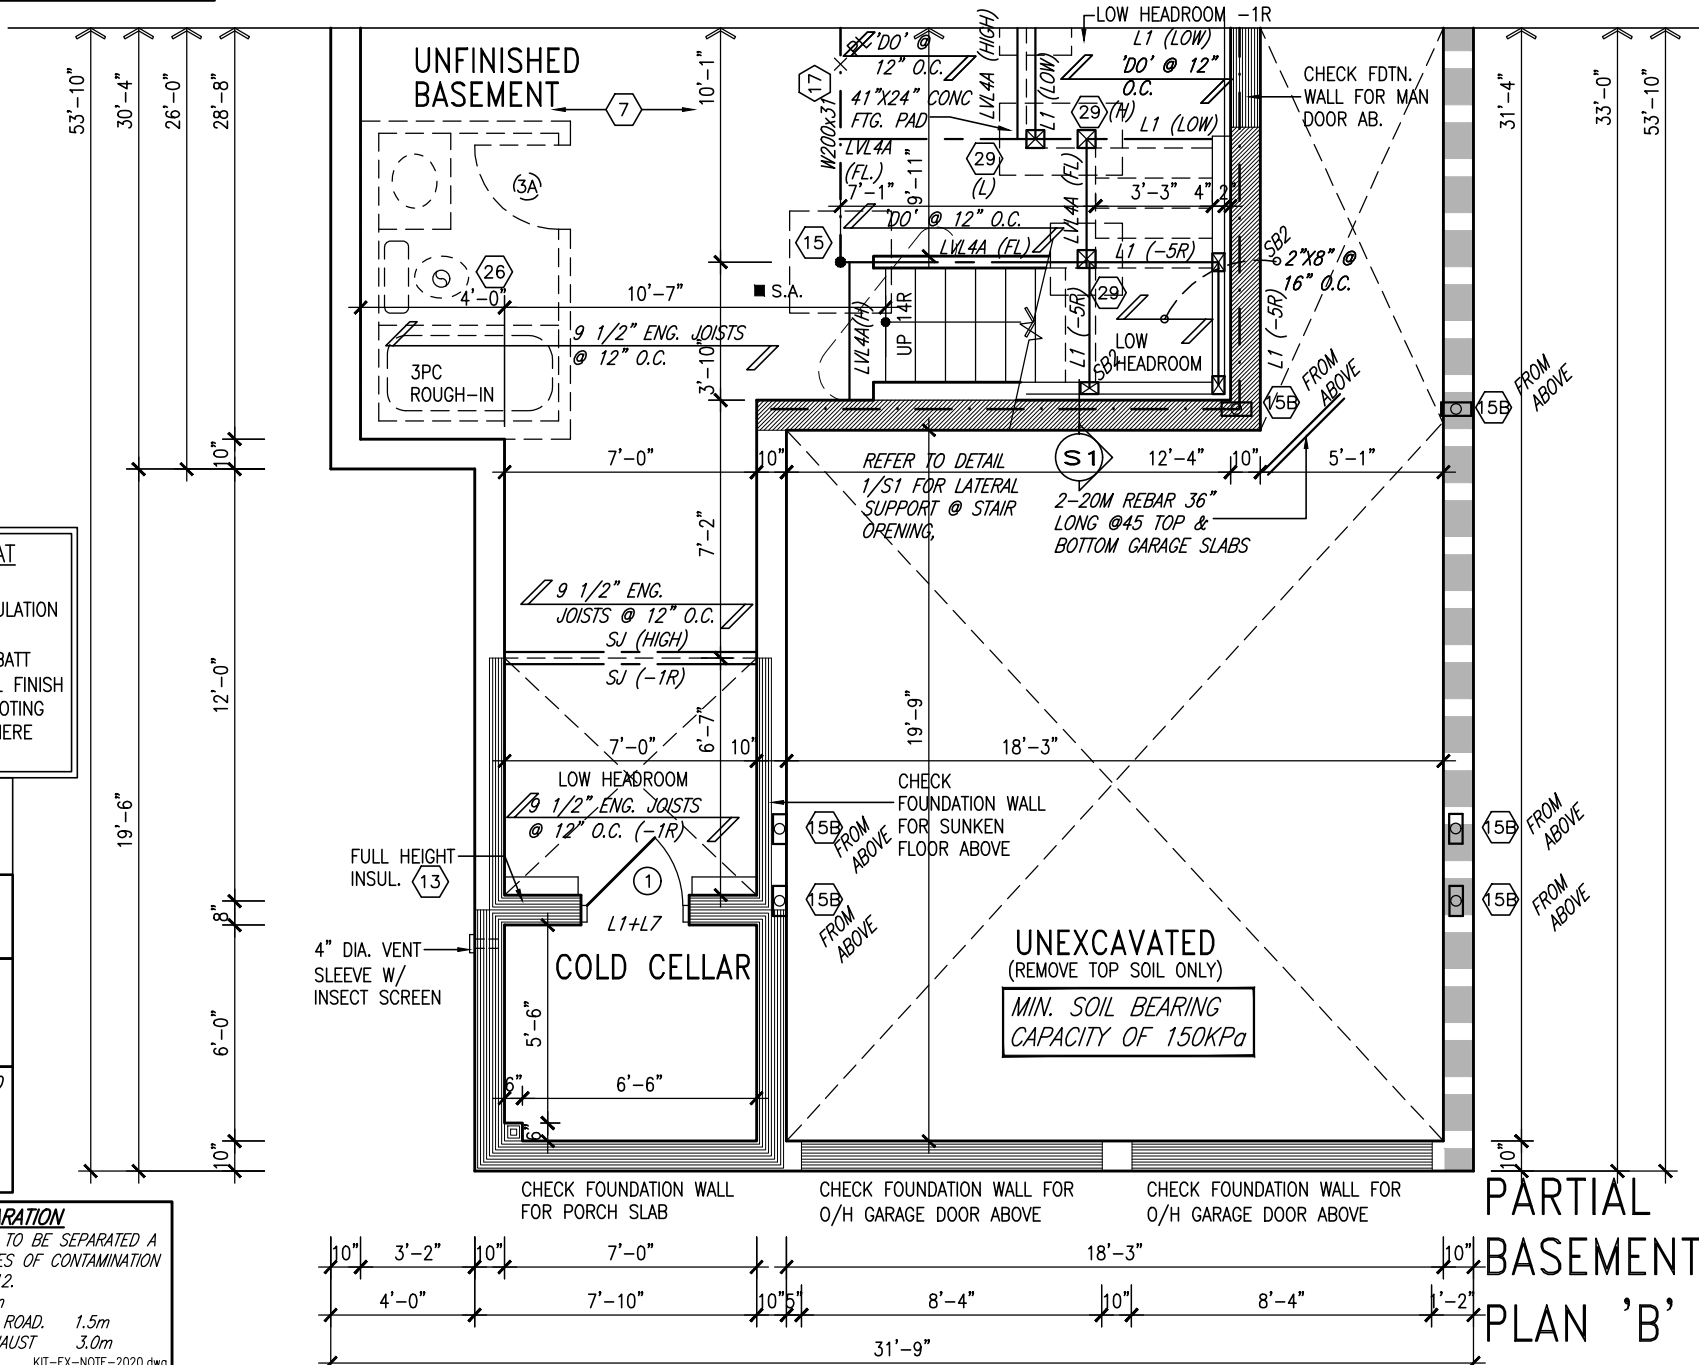 LOW HEADROOM -1R
L1 (LOW)
'DO' @ 12"
O.C.
L1 (LOW)
LVL4A (HIGH)
L1 (LOW)
'DO' @
12" O.C.
41"X24" CONC
FTG. PAD
17
W200x31
LVL4A
(FL.)
29
(H)
29
(L)
LVL4A (FL)
UNFINISHED
BASEMENT
7
CHECK FDTN.
WALL FOR MAN
DOOR AB.
53'-10"
30'-4"
26'-0"
28'-8"
10'-1"
31'-4"
33'-0"
53'-10"
3A
26
15
7'-1"
9'-11"
3'-3"
4"
2"
'DO' @ 12" O.C.
LVL4A (FL)
L1 (-5R)
SB2
2"X8" @
16" O.C.
L1 (-5R)
29
S.A.
4'-0"
10'-7"
9 1/2" ENG. JOISTS
@ 12" O.C.
3'-10"
LVL4A(H)
UP 14R
L1 (-5R)
SB2
LOW
HEADROOM
3PC
ROUGH-IN
15B
FROM
ABOVE
15B
FROM
ABOVE
10"
7'-0"
10"
S1
12'-4"
10"
5'-1"
REFER TO DETAIL
1/S1 FOR LATERAL
SUPPORT @ STAIR
OPENING,
2-20M REBAR 36"
LONG @45 TOP &
BOTTOM GARAGE SLABS
7'-2"
9 1/2" ENG.
JOISTS @ 12" O.C.
SJ (HIGH)
SJ (-1R)
AT
ULATION
BATT
FINISH
OTING
HERE
12'-0"
19'-6"
6'-7"
19'-9"
7'-0"
10"
18'-3"
LOW HEADROOM
9 1/2" ENG. JOISTS
@ 12" O.C. (-1R)
CHECK
FOUNDATION WALL
FOR SUNKEN
FLOOR ABOVE
15B
FROM
ABOVE
15B
FROM
ABOVE
15B
FROM
ABOVE
15B
FROM
ABOVE
FULL HEIGHT
INSUL.
13
1
L1+L7
8"
4" DIA. VENT
SLEEVE W/
INSECT SCREEN
COLD CELLAR
UNEXCAVATED
(REMOVE TOP SOIL ONLY)
MIN. SOIL BEARING
CAPACITY OF 150KPa
5'-6"
6'-0"
6"
6'-6"
6"
10"
10"
CHECK FOUNDATION WALL
FOR PORCH SLAB
CHECK FOUNDATION WALL FOR
O/H GARAGE DOOR ABOVE
CHECK FOUNDATION WALL FOR
O/H GARAGE DOOR ABOVE
PARTIAL
BASEMENT
PLAN 'B'
ARATION
TO BE SEPARATED A
ES OF CONTAMINATION
ROAD. 1.5m
HAUST 3.0m
KIT-EX-NOTE-2020.dwg
10"
3'-2"
10"
7'-0"
18'-3"
10"
4'-0"
7'-10"
10"
8'-4"
10"
8'-4"
1'-2"
31'-9"